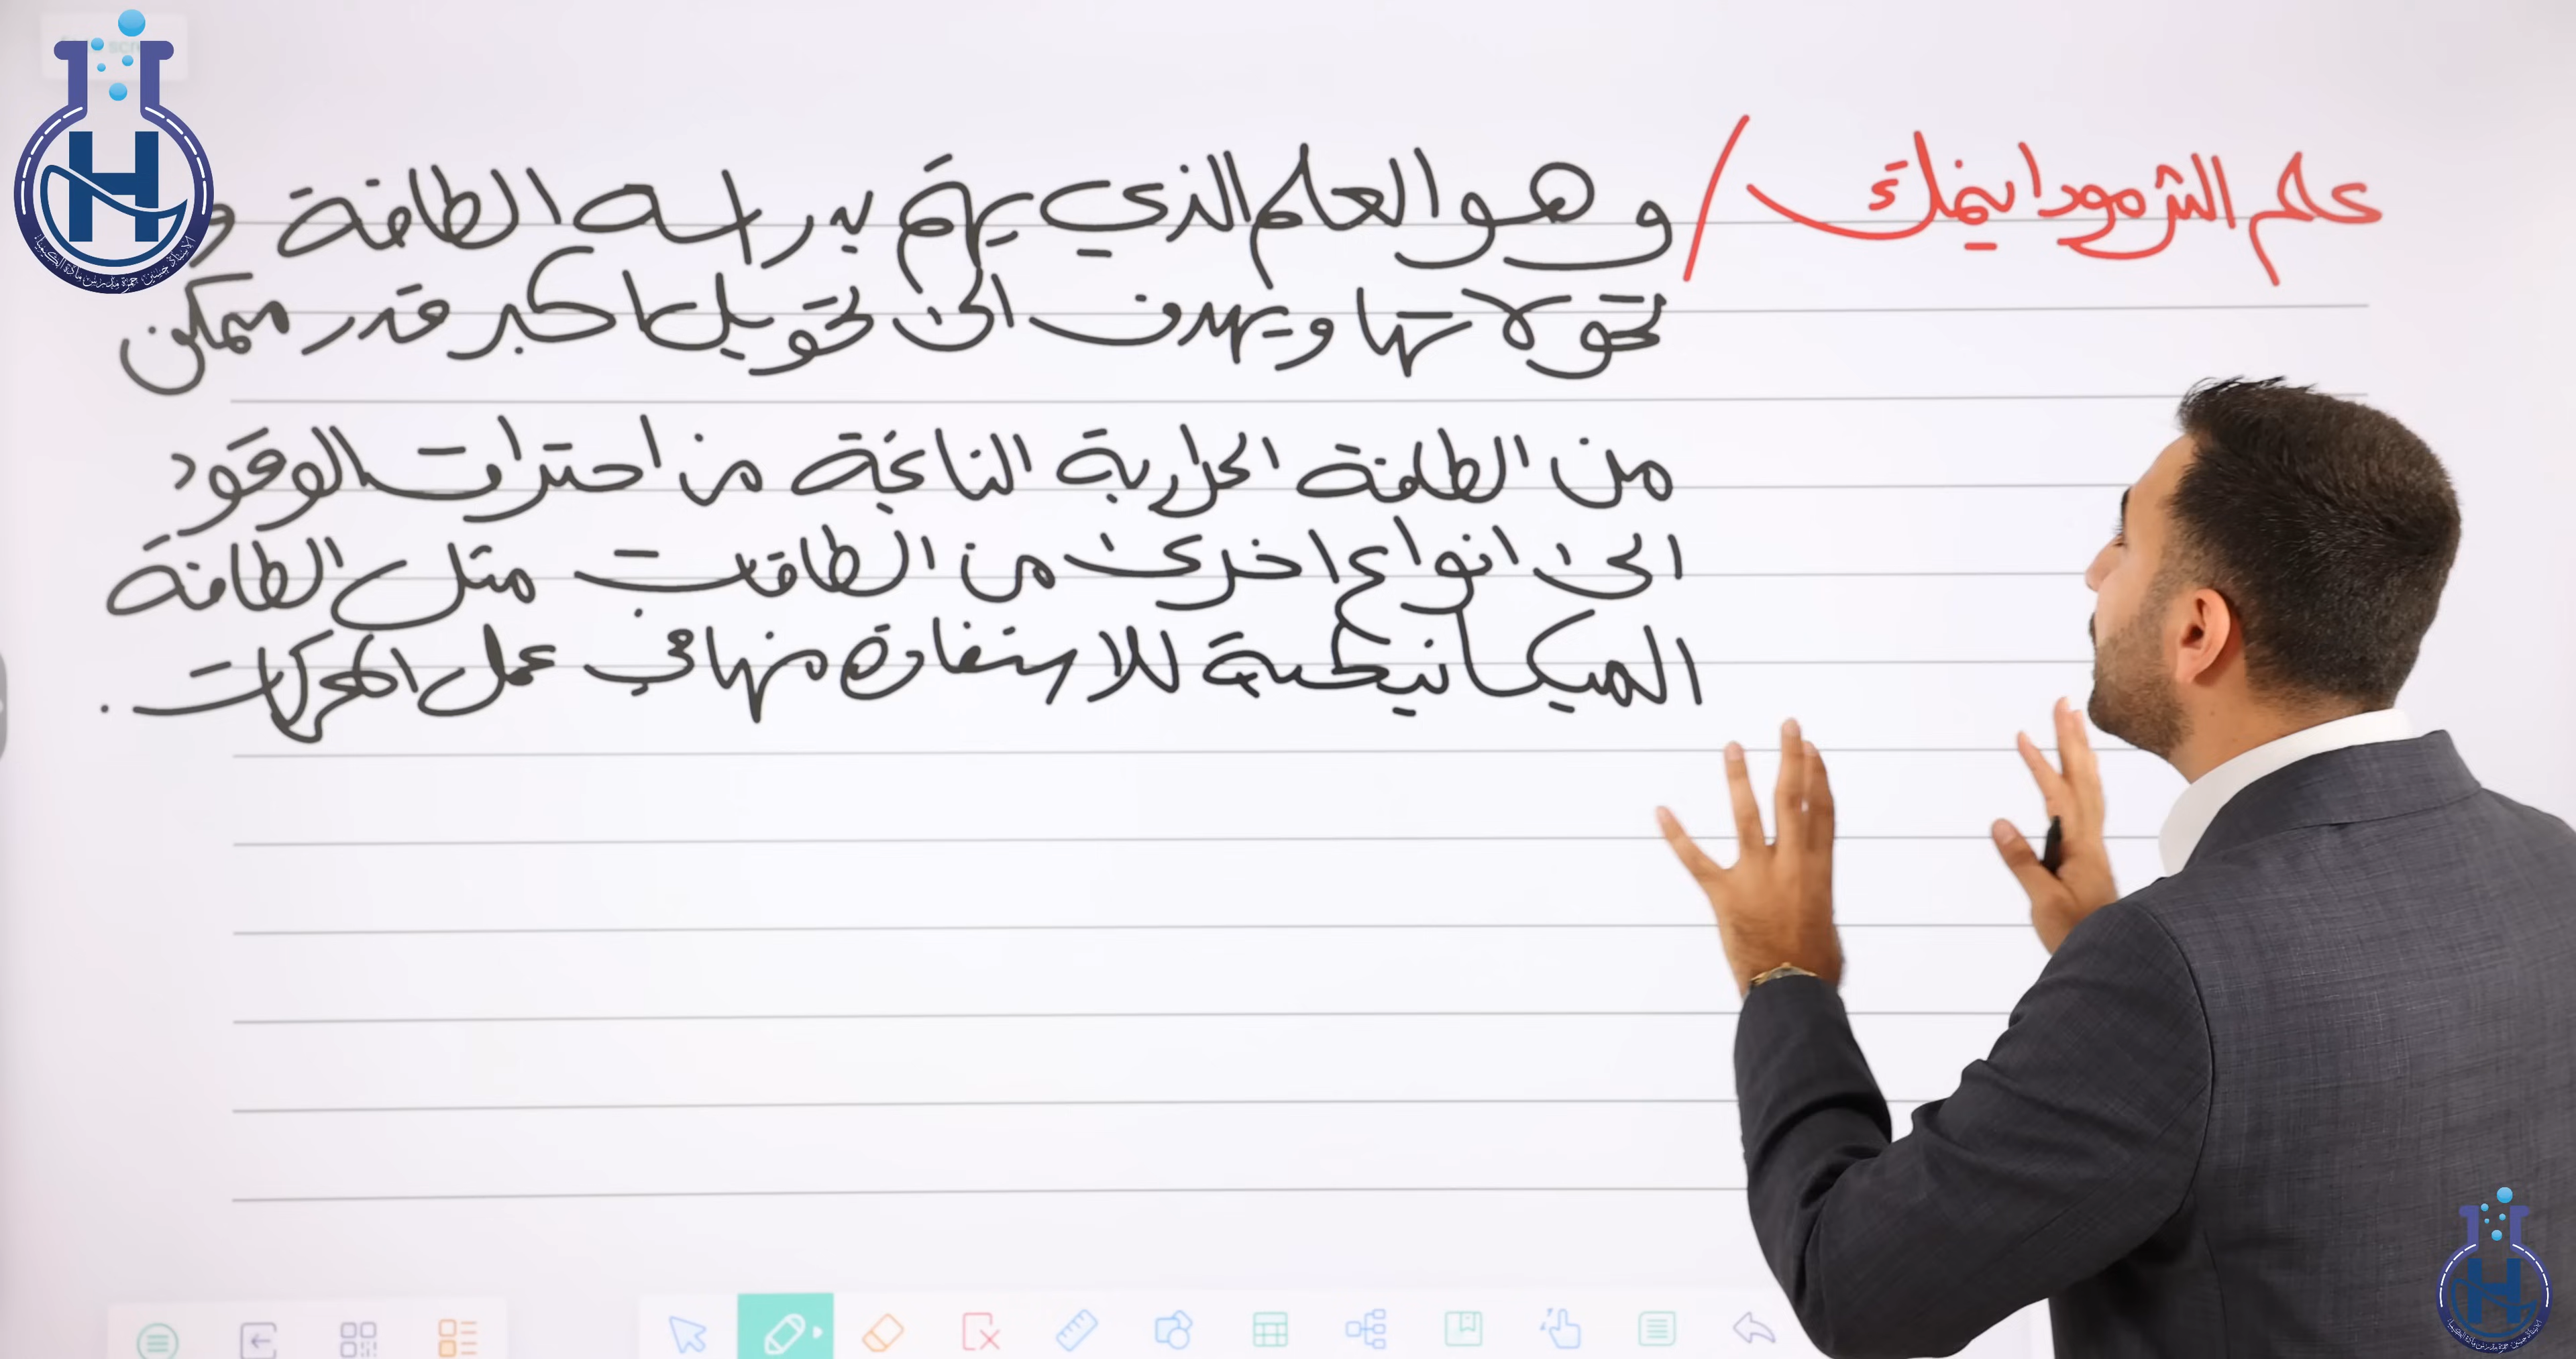 علم الثرموداينمك / وهو العلم الذي يهتم بدراسة الطاقة و
تحولاتها ويهدف الى تحويل اكبر قدر ممكن
من الطاقة الحرارية الناتجة من احتراق الوقود
الى انواع اخرى من الطاقات مثل الطاقة
الميكانيكية للاستفادة منها في عمل المحركات .
H
H